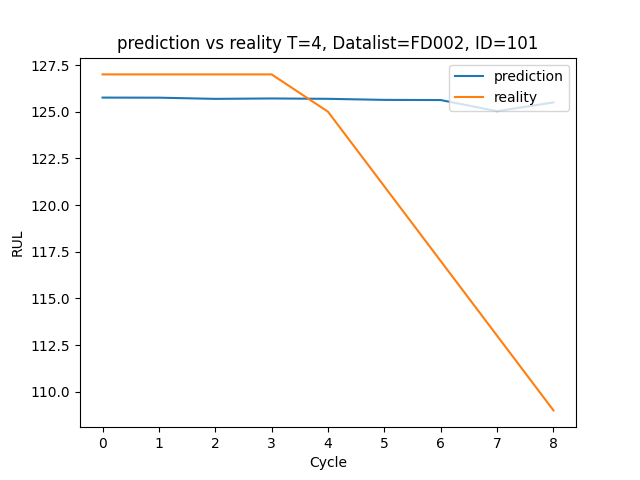 prediction vs reality T=4, Datalist=FD002, ID=101
127.5
125.0
122.5
120.0
117.5
115.0
112.5
110.0
RUL
prediction
reality
0 1 2 3 4 5 6 7 8
Cycle